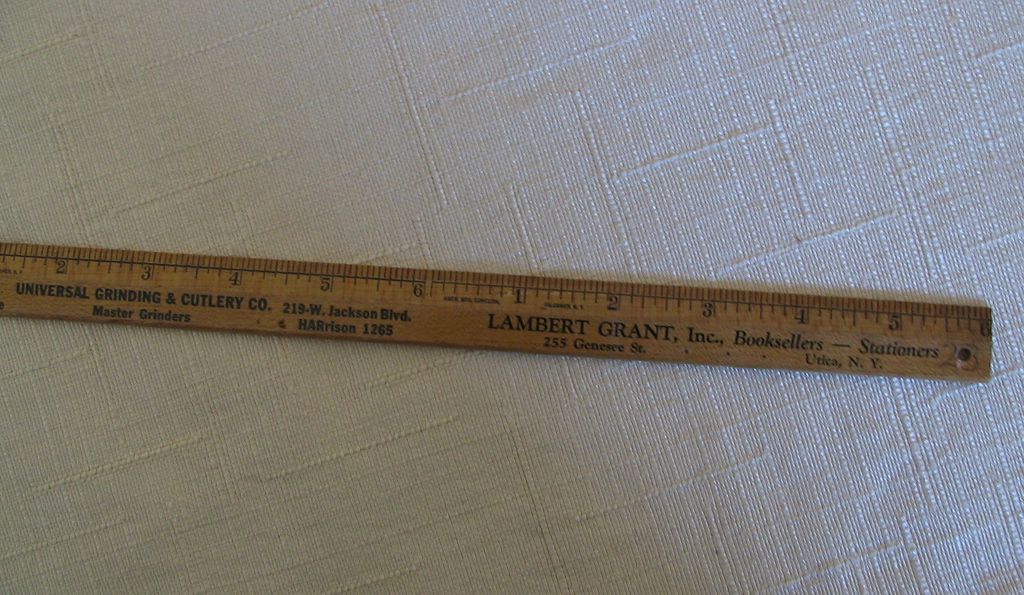 2 3 4 5 6 1 2 3 4 5 6
UNIVERSAL GRINDING & CUTLERY CO. 219-W. Jackson Blvd.
Master Grinders HARrison 1265
LAMBERT GRANT, Inc., Booksellers — Stationers
255 Genesee St. Utica, N. Y.